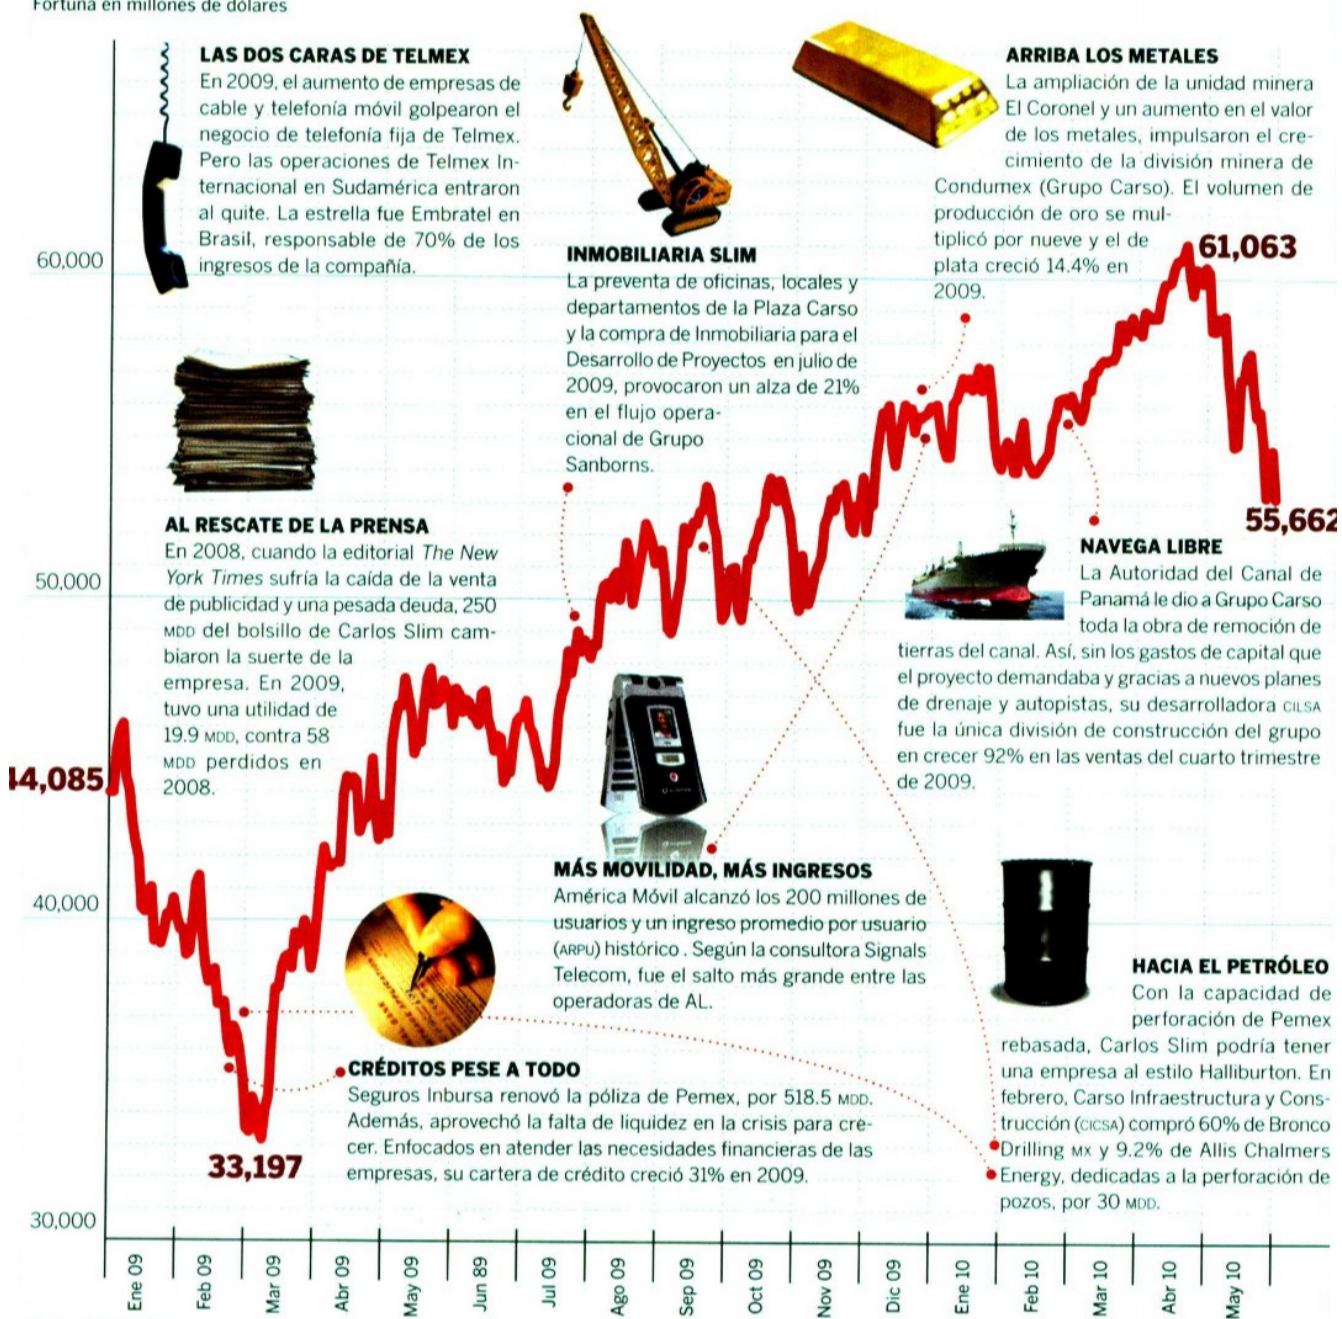 Fortuna en millones de dólares
LAS DOS CARAS DE TELMEX
En 2009, el aumento de empresas de
cable y telefonía móvil golpearon el
negocio de telefonía fija de Telmex.
Pero las operaciones de Telmex In-
ternacional en Sudamérica entraron
al quite. La estrella fue Embratel en
Brasil, responsable de 70% de los
ingresos de la compañía.
INMOBILIARIA SLIM
La preventa de oficinas, locales y
departamentos de la Plaza Carso
y la compra de Inmobiliaria para el
Desarrollo de Proyectos en julio de
2009, provocaron un alza de 21%
en el flujo opera-
cional de Grupo
Sanborns.
ARRIBA LOS METALES
La ampliación de la unidad minera
El Coronel y un aumento en el valor
de los metales, impulsaron el cre-
cimiento de la división minera de
Condumex (Grupo Carso). El volumen de
producción de oro se mul-
tiplicó por nueve y el de
plata creció 14.4% en
2009.
61,063
60,000
AL RESCATE DE LA PRENSA
En 2008, cuando la editorial The New
York Times sufría la caída de la venta
de publicidad y una pesada deuda, 250
MDD del bolsillo de Carlos Slim cam-
biaron la suerte de la
empresa. En 2009,
tuvo una utilidad de
19.9 MDD, contra 58
MDD perdidos en
2008.
55,662
50,000
NAVEGA LIBRE
La Autoridad del Canal de
Panamá le dio a Grupo Carso
toda la obra de remoción de
tierras del canal. Así, sin los gastos de capital que
el proyecto demandaba y gracias a nuevos planes
de drenaje y autopistas, su desarrolladora CILSA
fue la única división de construcción del grupo
en crecer 92% en las ventas del cuarto trimestre
de 2009.
44,085
MÁS MOVILIDAD, MÁS INGRESOS
América Móvil alcanzó los 200 millones de
usuarios y un ingreso promedio por usuario
(ARPU) histórico . Según la consultora Signals
Telecom, fue el salto más grande entre las
operadoras de AL.
40,000
HACIA EL PETRÓLEO
Con la capacidad de
perforación de Pemex
rebasada, Carlos Slim podría tener
una empresa al estilo Halliburton. En
febrero, Carso Infraestructura y Cons-
trucción (CICSA) compró 60% de Bronco
Drilling MX y 9.2% de Allis Chalmers
Energy, dedicadas a la perforación de
pozos, por 30 MDD.
CRÉDITOS PESE A TODO
Seguros Inbursa renovó la póliza de Pemex, por 518.5 MDD.
Además, aprovechó la falta de liquidez en la crisis para cre-
cer. Enfocados en atender las necesidades financieras de las
empresas, su cartera de crédito creció 31% en 2009.
33,197
30,000
Ene 09
Feb 09
Mar 09
Abr 09
May 09
Jun 89
Jul 09
Ago 09
Sep 09
Oct 09
Nov 09
Dic 09
Ene 10
Feb 10
Mar 10
Abr 10
May 10